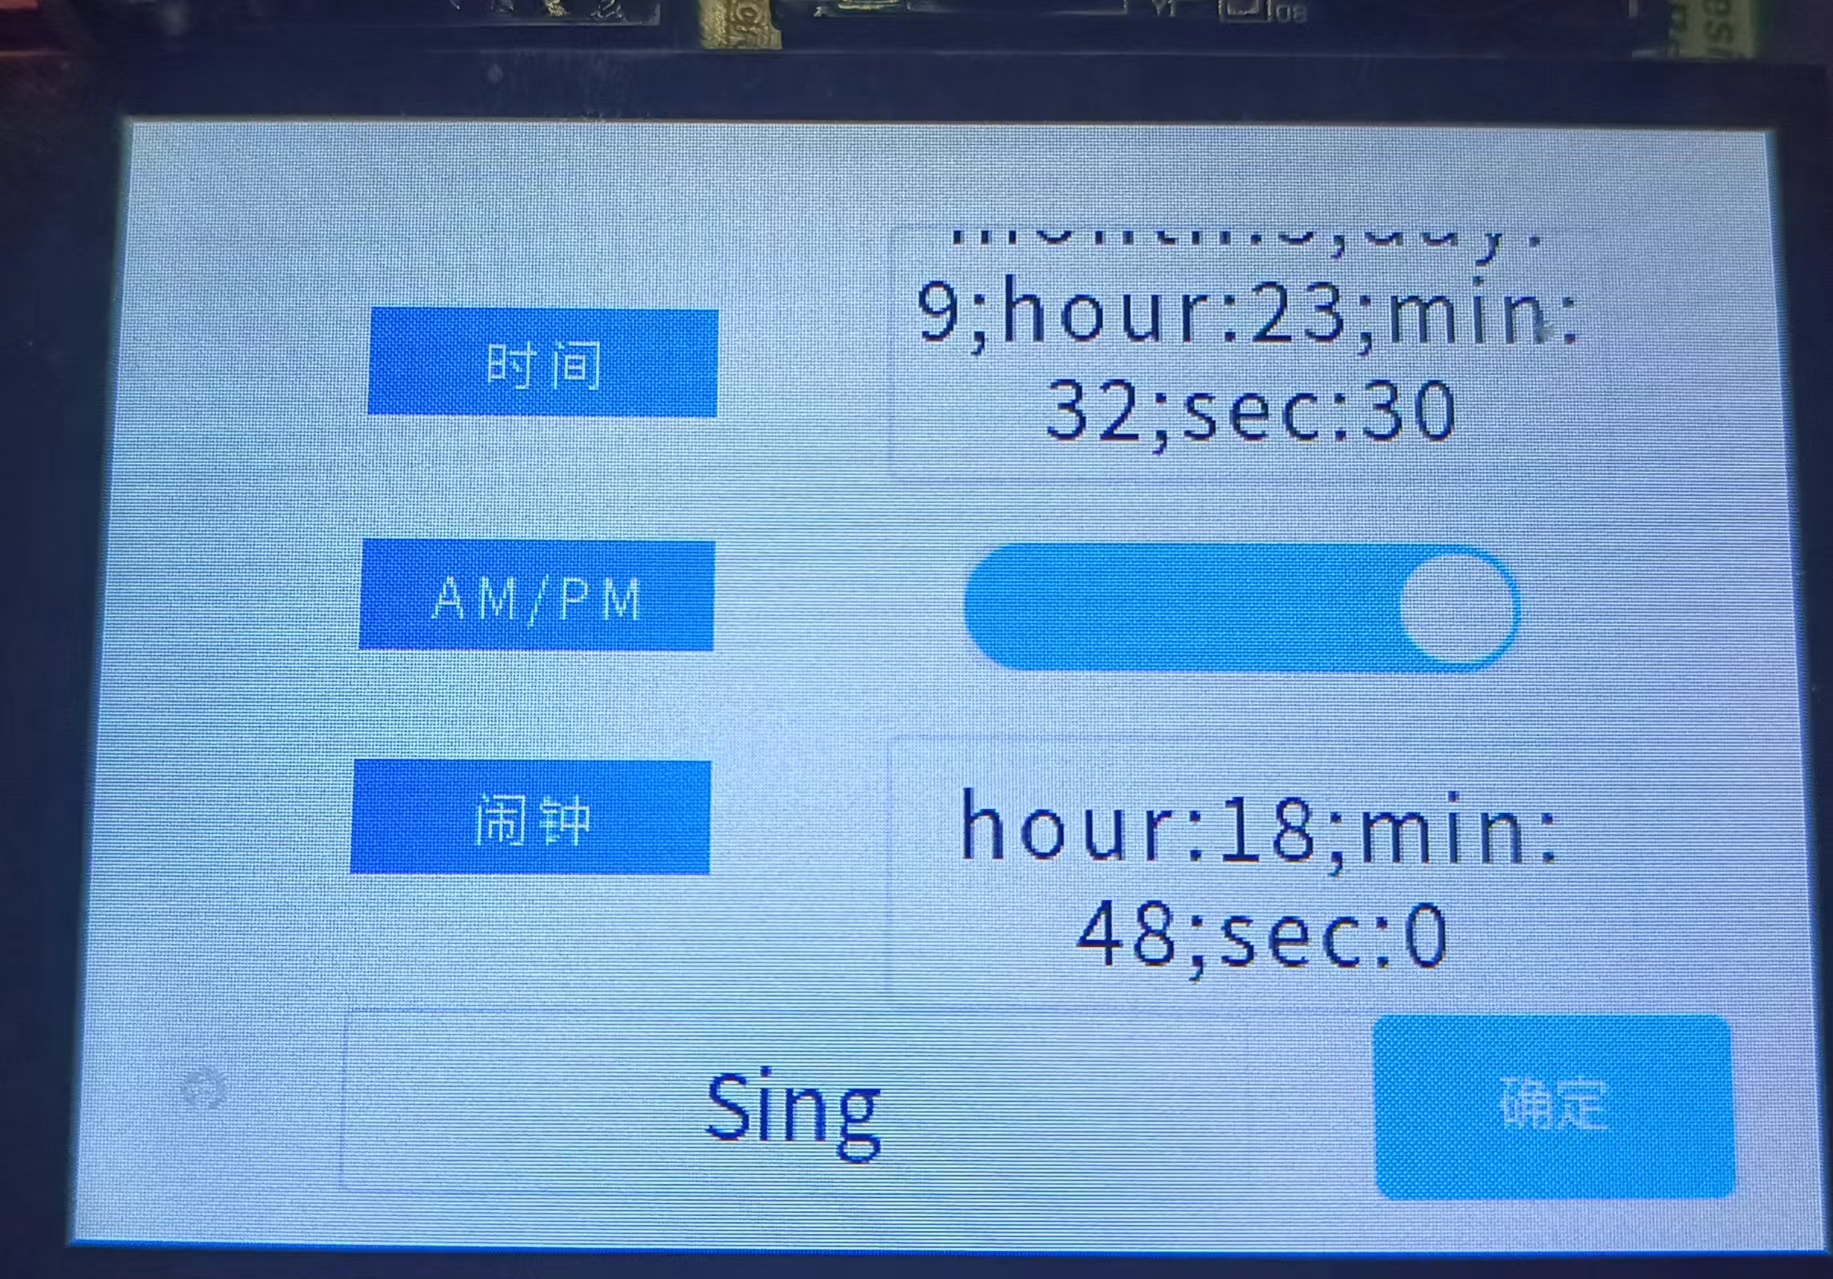 时间
9;hour:23;min:
32;sec:30
AM/PM
闹钟
hour:18;min:
48;sec:0
Sing
确定